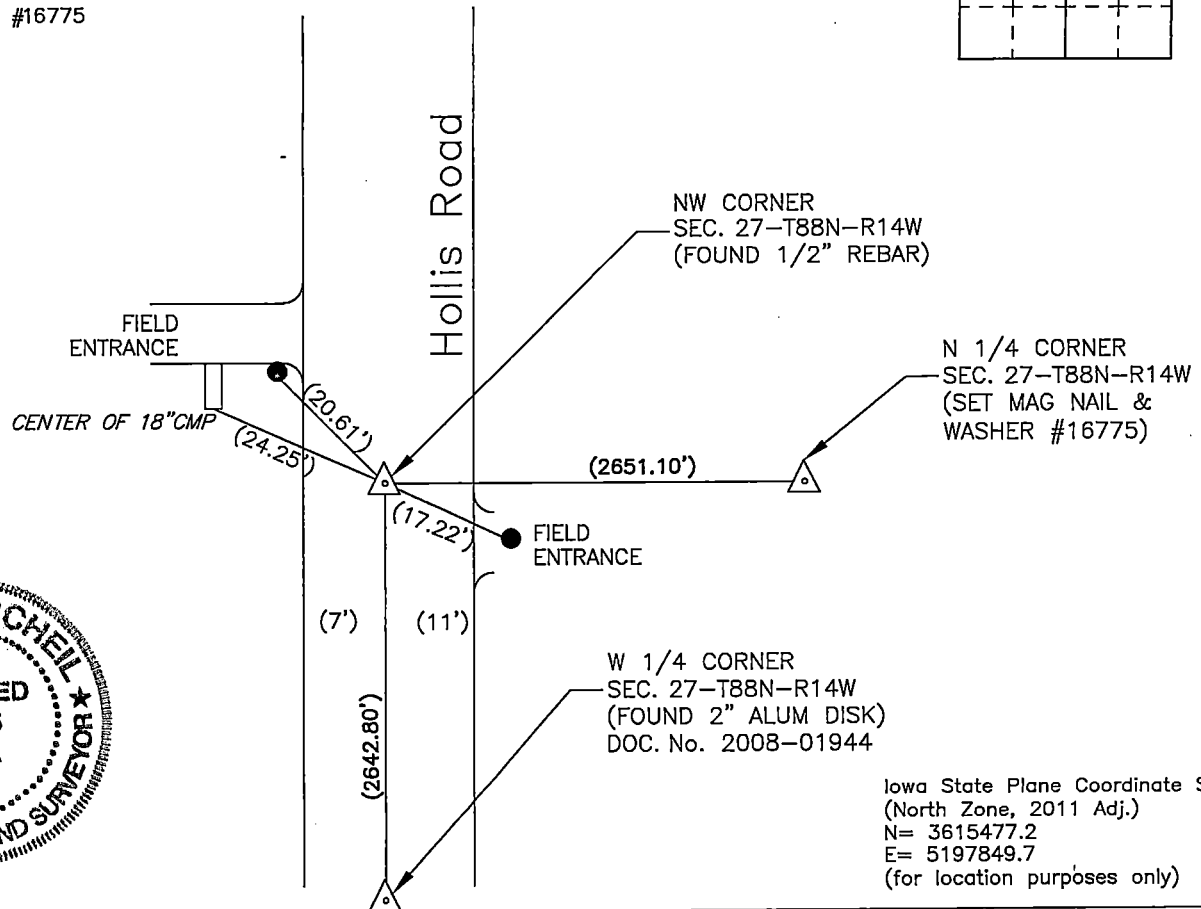 #16775
Hollis Road
NW CORNER
SEC. 27-T88N-R14W
(FOUND 1/2" REBAR)
FIELD
ENTRANCE
N 1/4 CORNER
SEC. 27-T88N-R14W
(SET MAG NAIL &
WASHER #16775)
CENTER OF 18"CMP
(20.61')
(24.25')
(2651.10')
(17.22')
FIELD
ENTRANCE
(7')
(11')
W 1/4 CORNER
SEC. 27-T88N-R14W
(FOUND 2" ALUM DISK)
DOC. No. 2008-01944
(2642.80')
Iowa State Plane Coordinate S
(North Zone, 2011 Adj.)
N= 3615477.2
E= 5197849.7
(for location purposes only)
CHEIL ★
ED
ND SURVEYOR